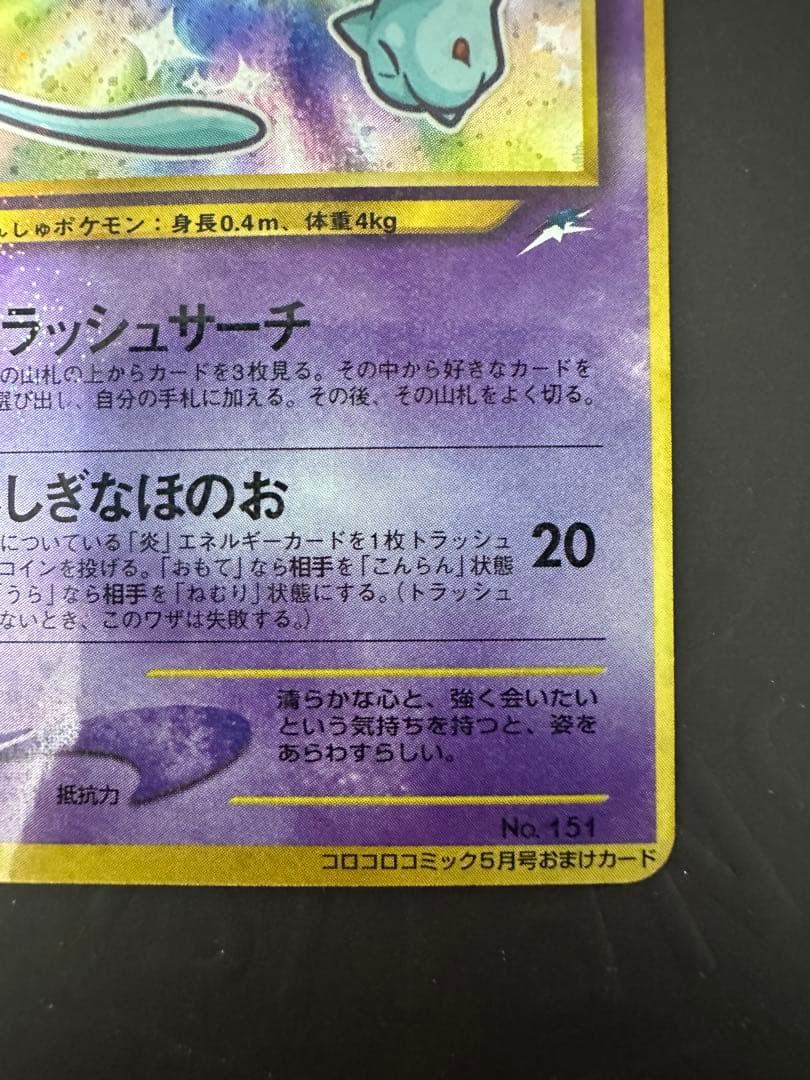 んしゅポケモン：身長0.4m、体重4kg
ラッシュサーチ
の山札の上からカードを3枚見る。その中から好きなカードを
選び出し、自分の手札に加える。その後、その山札をよく切る。
しぎなほのお
20
についている「炎」エネルギーカードを1枚トラッシュ
コインを投げる。「おもて」なら相手を「こんらん」状態
「うら」なら相手を「ねむり」状態にする。（トラッシュ
ないとき、このワザは失敗する。）
清らかな心と、強く会いたい
という気持ちを持つと、姿を
あらわすらしい。
抵抗力
No. 151
コロコロコミック5月号おまけカード